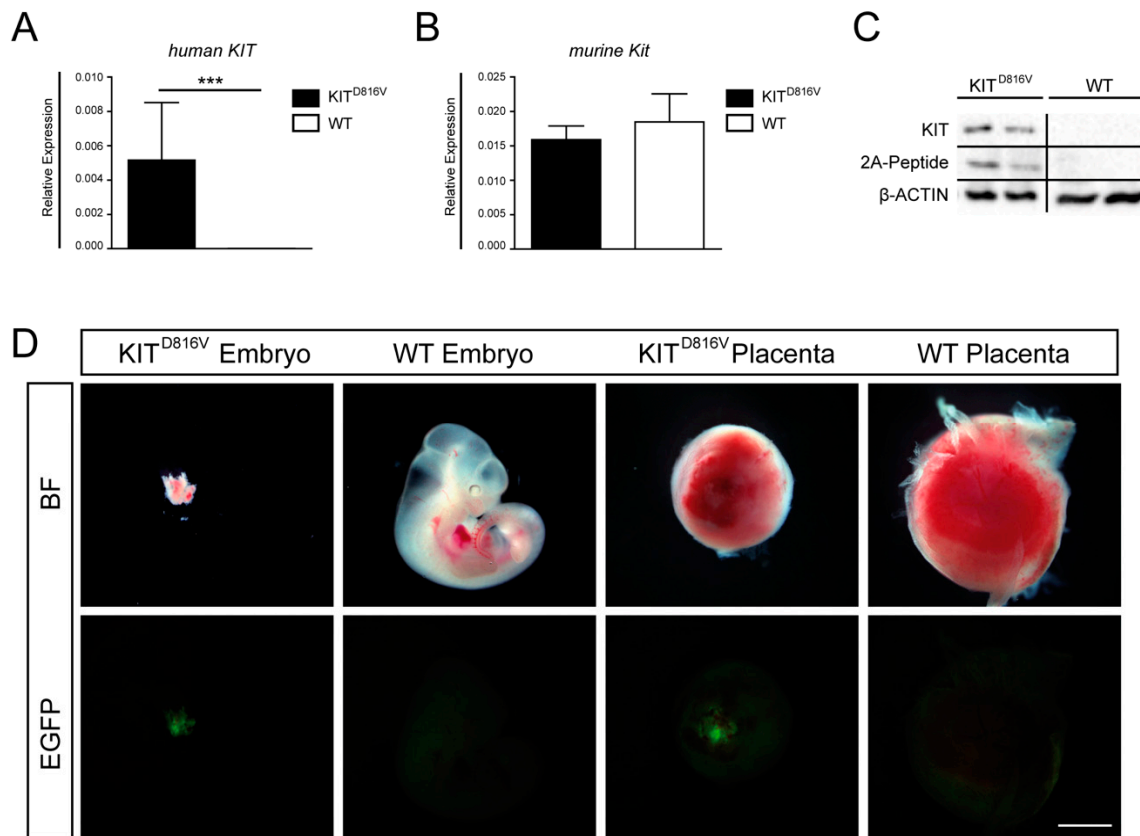 A
human KIT
Relative Expression
0.010
0.008
0.006
0.004
0.002
0.000
***
KIT^D816V
WT
B
murine Kit
Relative Expression
0.025
0.020
0.015
0.010
0.005
0.000
KIT^D816V
WT
C
KIT^D816V WT
KIT
2A-Peptide
β-ACTIN
D
KIT^D816V Embryo WT Embryo KIT^D816V Placenta WT Placenta
BF
EGFP